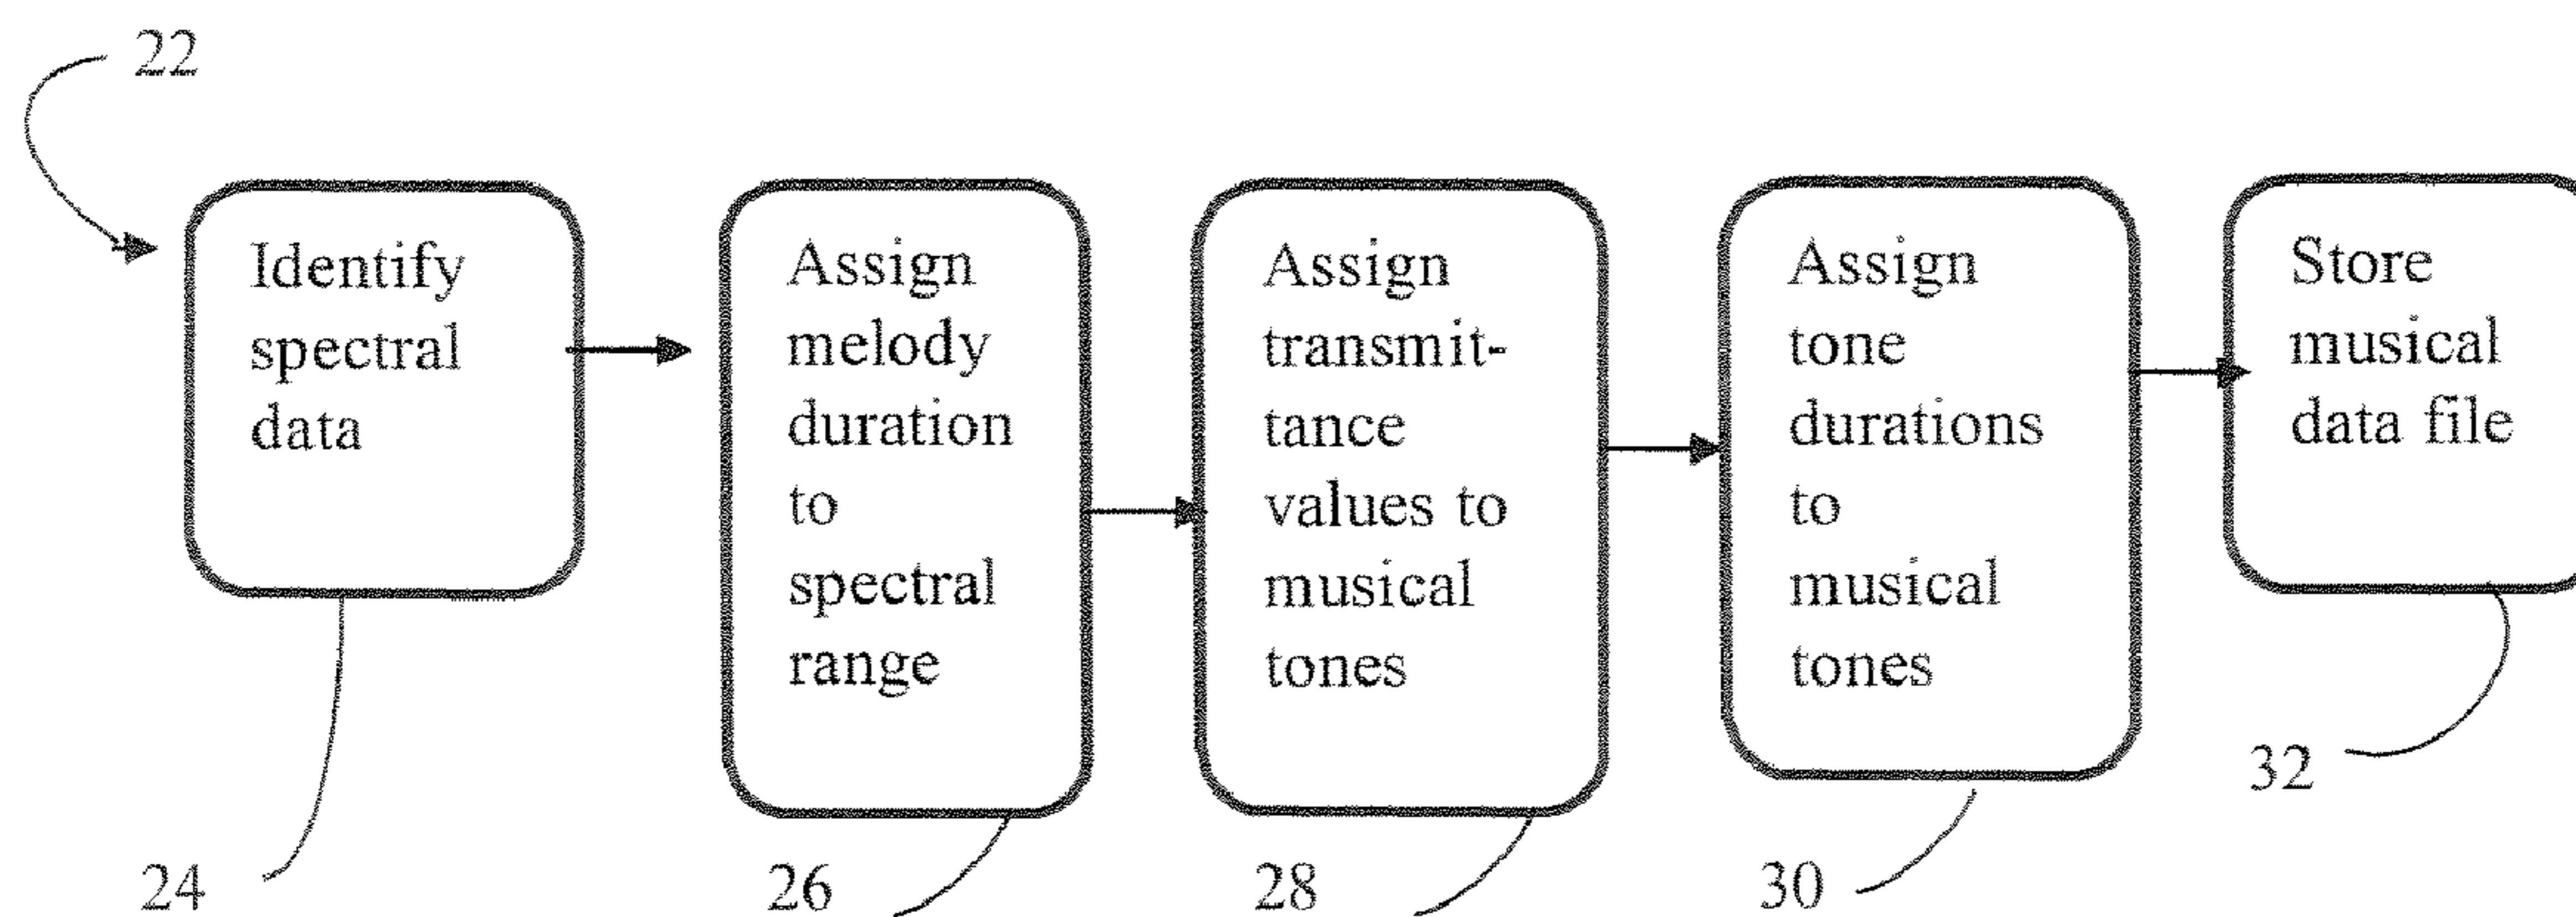 22
Identify
spectral
data
Assign
melody
duration
to
spectral
range
Assign
transmit-
tance
values to
musical
tones
Assign
tone
durations
to
musical
tones
Store
musical
data file
24
26
28
30
32